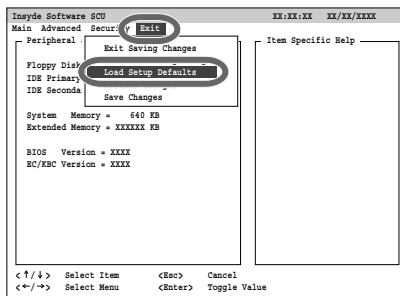 Insyde Software SCU XX:XX:XX XX/XX/XXXX
Main Advanced Security Exit
Peripheral
Item Specific Help
Exit Saving Changes
Floppy Disk
Load Setup Defaults
IDE Primary
IDE Seconda
Save Changes
System Memory = 640 KB
Extended Memory = XXXXXX KB
BIOS Version = XXXX
EC/KBC Version = XXXX
<↑/↓> Select Item <Esc> Cancel
<←/→> Select Menu <Enter> Toggle Value